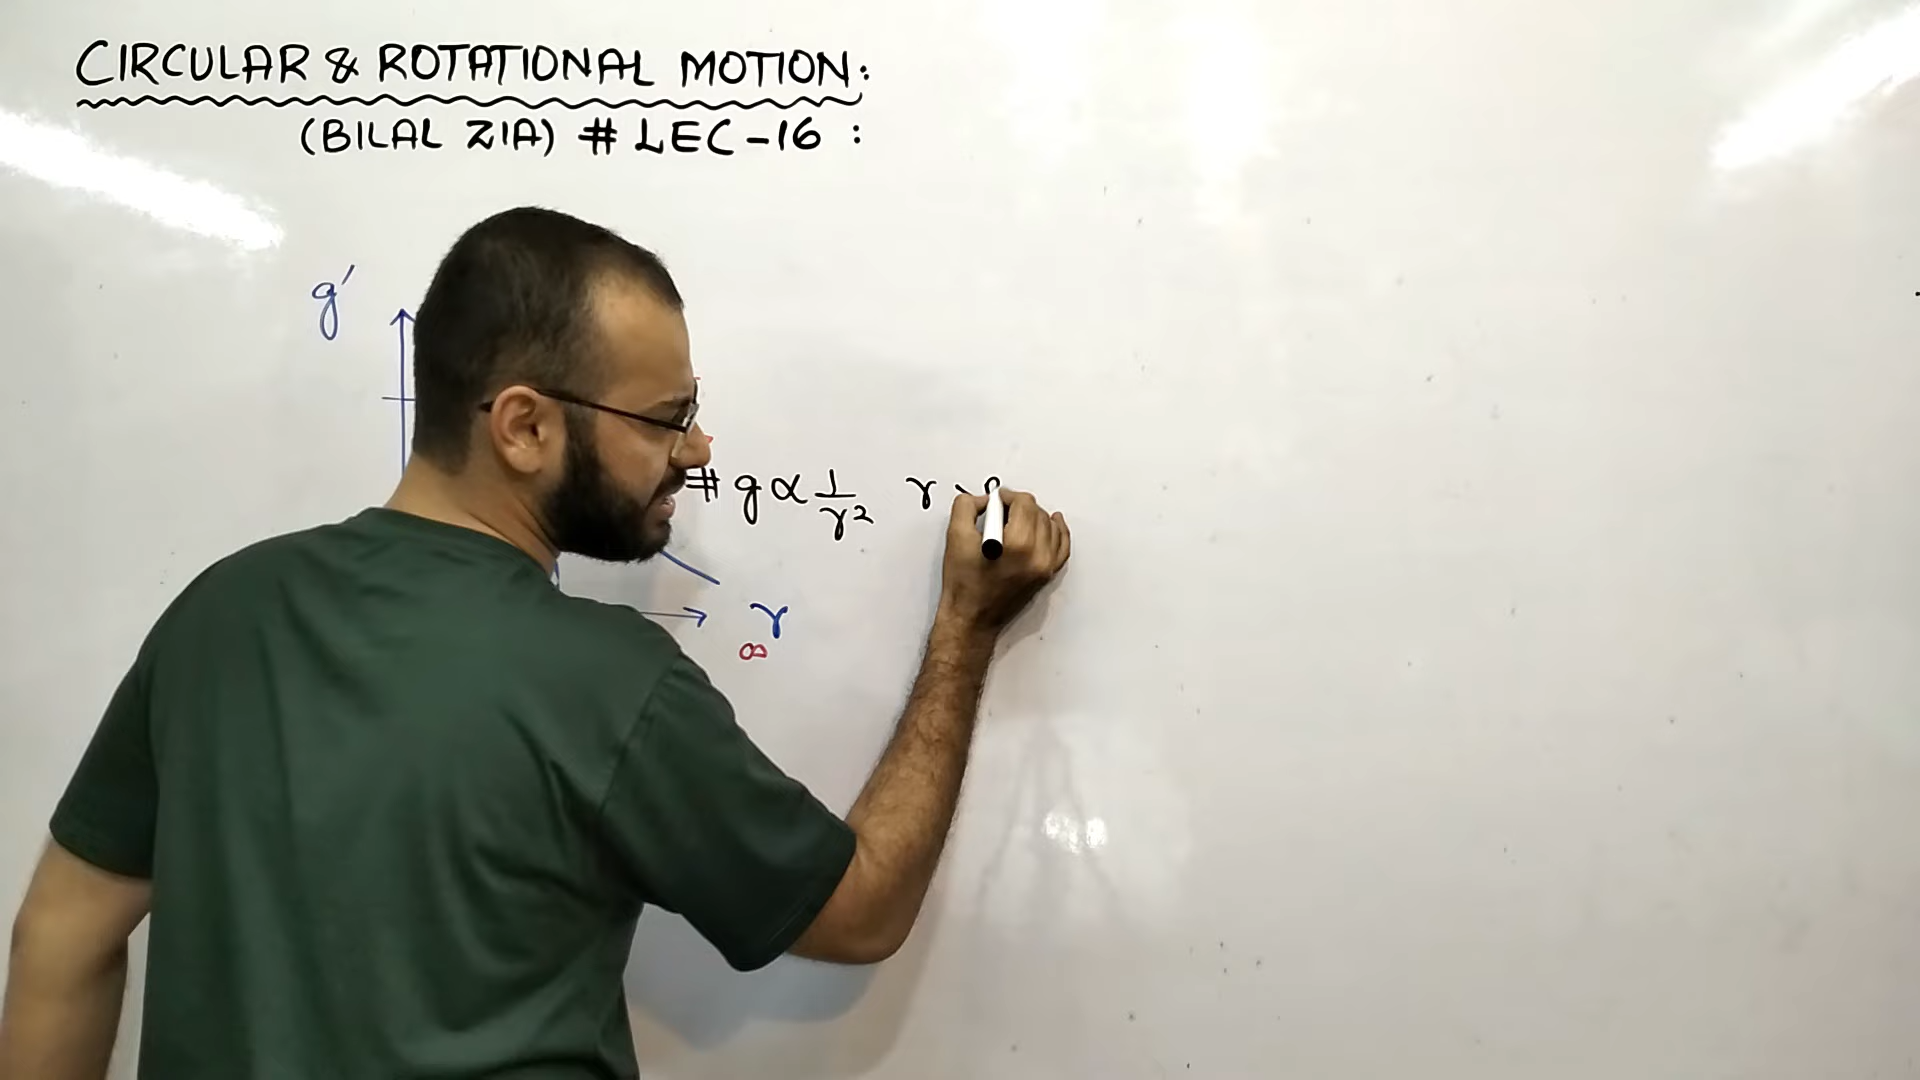 CIRCULAR & ROTATIONAL MOTION:
(BILAL ZIA) # LEC-16 :
g′
# g ∝ 1/r² r >
r
∞